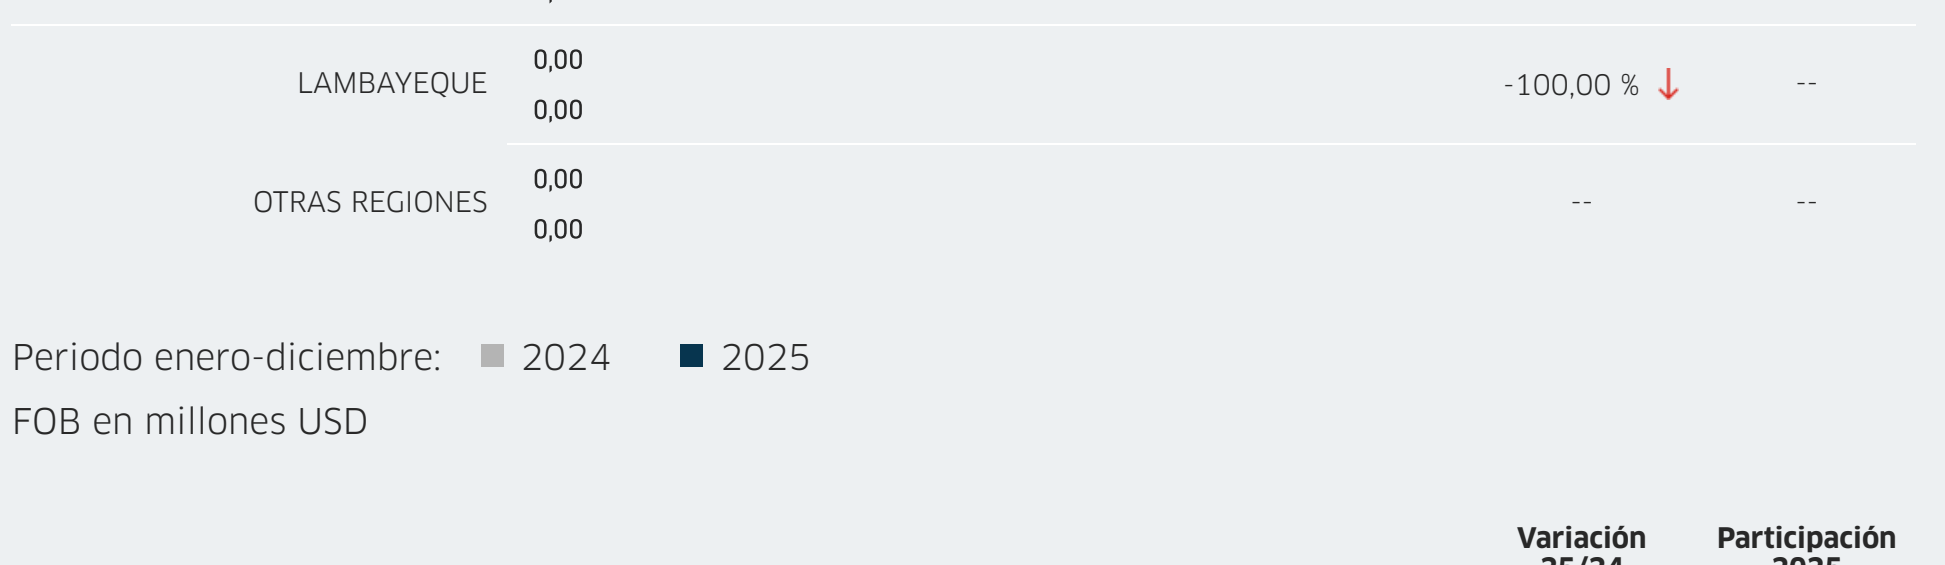 0,00
LAMBAYEQUE -100,00 % --
0,00
0,00
OTRAS REGIONES -- --
0,00
Periodo enero-diciembre: 2024 2025
FOB en millones USD
Variación Participación